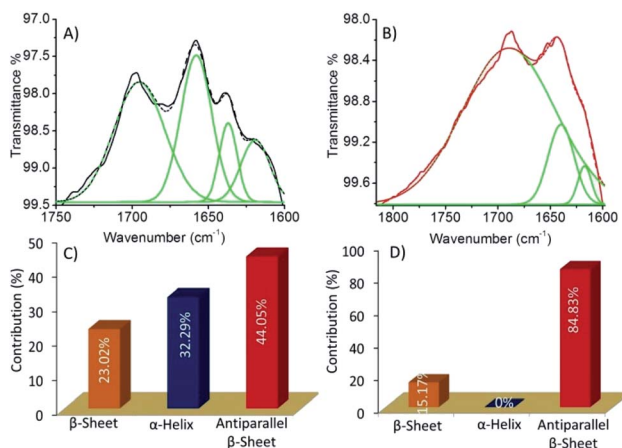 A)
97.0
97.5
98.0
98.5
99.0
99.5
Transmittance %
1750 1700 1650 1600
Wavenumber (cm⁻¹)
B)
98.0
98.4
98.8
99.2
99.6
Transmittance %
1800 1750 1700 1650 1600
Wavenumber (cm⁻¹)
C)
50
40
30
20
10
0
Contribution (%)
23.02%
32.29%
44.05%
β-Sheet α-Helix Antiparallel
β-Sheet
D)
100
80
60
40
20
0
Contribution (%)
15.17%
0%
84.83%
β-Sheet α-Helix Antiparallel
β-Sheet